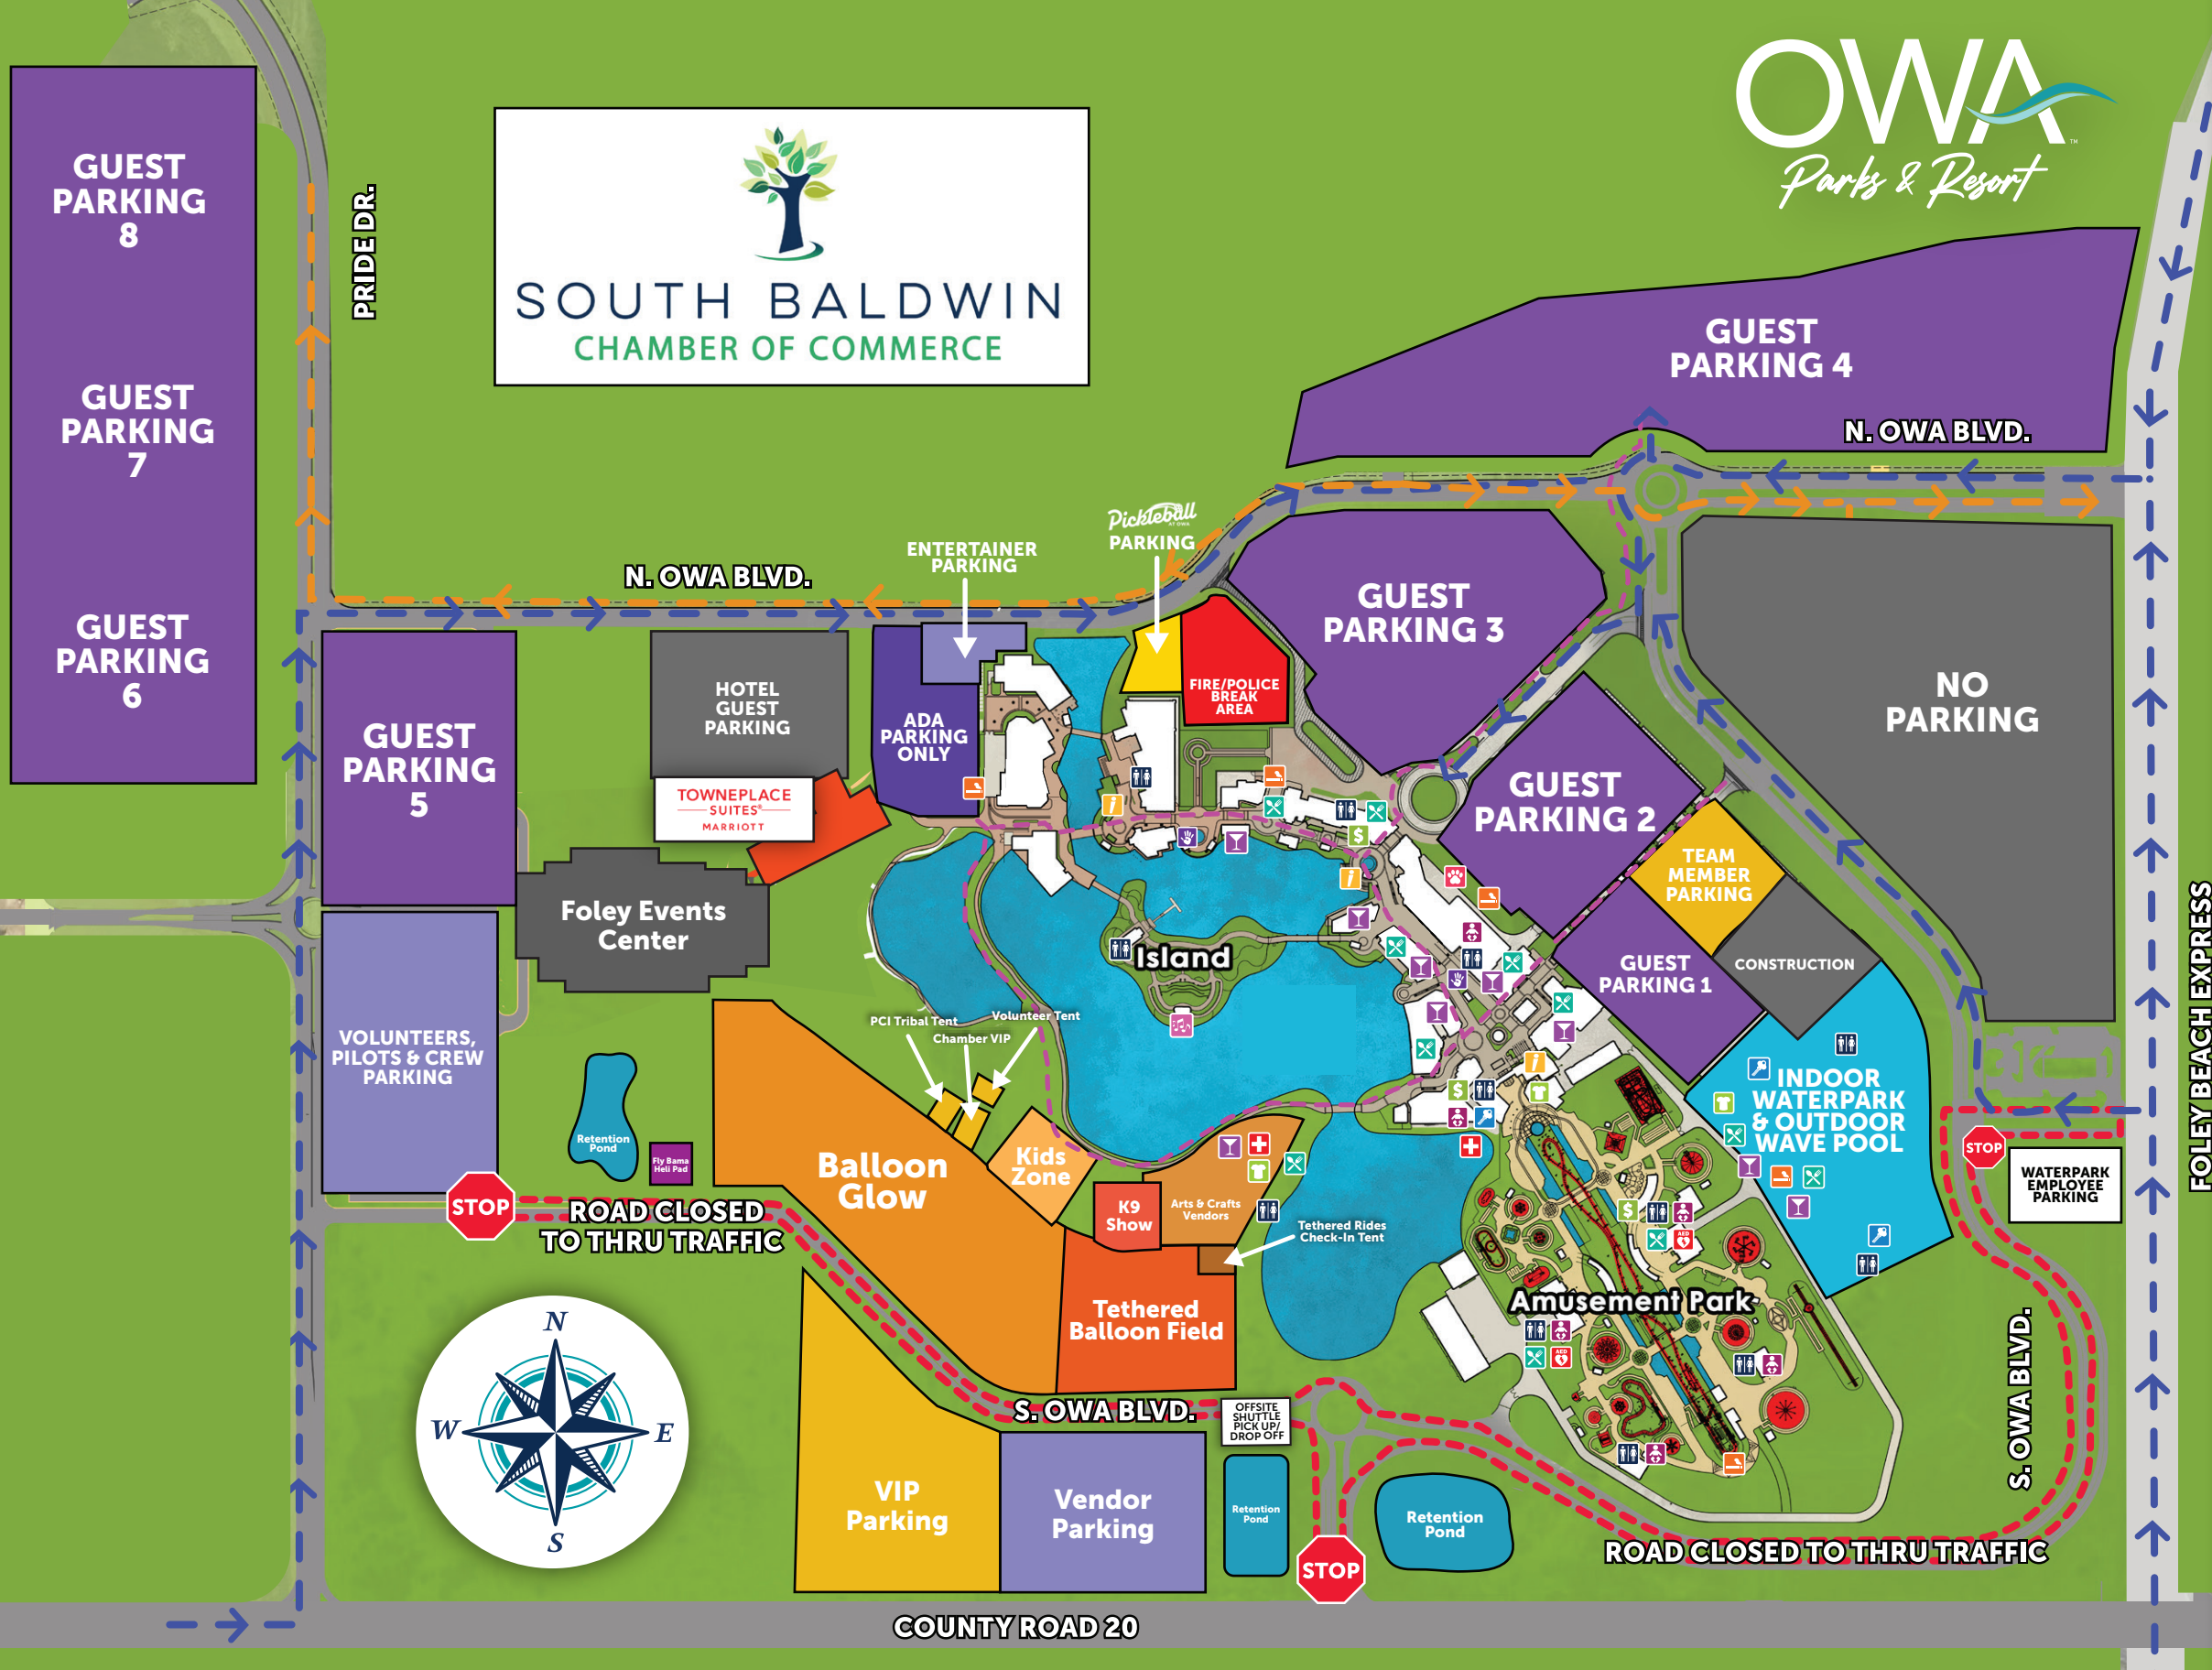 OWA
TM
Parks & Resort
GUEST
PARKING
8
GUEST
PARKING
7
GUEST
PARKING
6
PRIDE DR.
SOUTH BALDWIN
CHAMBER OF COMMERCE
GUEST
PARKING 4
N. OWA BLVD.
Pickleball
AT OWA
PARKING
ENTERTAINER
PARKING
N. OWA BLVD.
GUEST
PARKING 3
FIRE/POLICE
BREAK
AREA
NO
PARKING
GUEST
PARKING
5
HOTEL
GUEST
PARKING
ADA
PARKING
ONLY
TOWNEPLACE
SUITES®
MARRIOTT
GUEST
PARKING 2
TEAM
MEMBER
PARKING
Foley Events
Center
Island
GUEST
PARKING 1
CONSTRUCTION
FOLEY BEACH EXPRESS
VOLUNTEERS,
PILOTS & CREW
PARKING
PCI Tribal Tent
Volunteer Tent
Chamber VIP
INDOOR
WATERPARK
& OUTDOOR
WAVE POOL
Retention
Pond
Fly Bama
Heli Pad
Balloon
Glow
Kids
Zone
K9
Show
Arts & Crafts
Vendors
Tethered Rides
Check-In Tent
STOP
WATERPARK
EMPLOYEE
PARKING
STOP
ROAD CLOSED
TO THRU TRAFFIC
AED
Amusement Park
AED
Tethered
Balloon Field
N
W
E
S
S. OWA BLVD.
OFFSITE
SHUTTLE
PICK UP/
DROP OFF
S. OWA BLVD.
VIP
Parking
Vendor
Parking
Retention
Pond
Retention
Pond
STOP
ROAD CLOSED TO THRU TRAFFIC
COUNTY ROAD 20